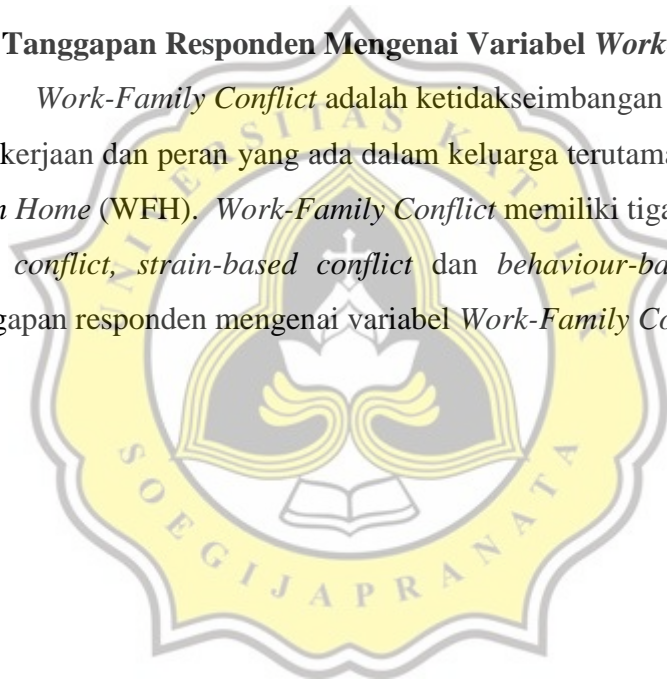 Tanggapan Responden Mengenai Variabel Work
Work-Family Conflict adalah ketidakseimbangan
kerjaan dan peran yang ada dalam keluarga terutama
Home (WFH). Work-Family Conflict memiliki tiga
conflict, strain-based conflict dan behaviour-ba
gapan responden mengenai variabel Work-Family Co
UNIVERSITAS KATOLIK
SOEGIJAPRANATA